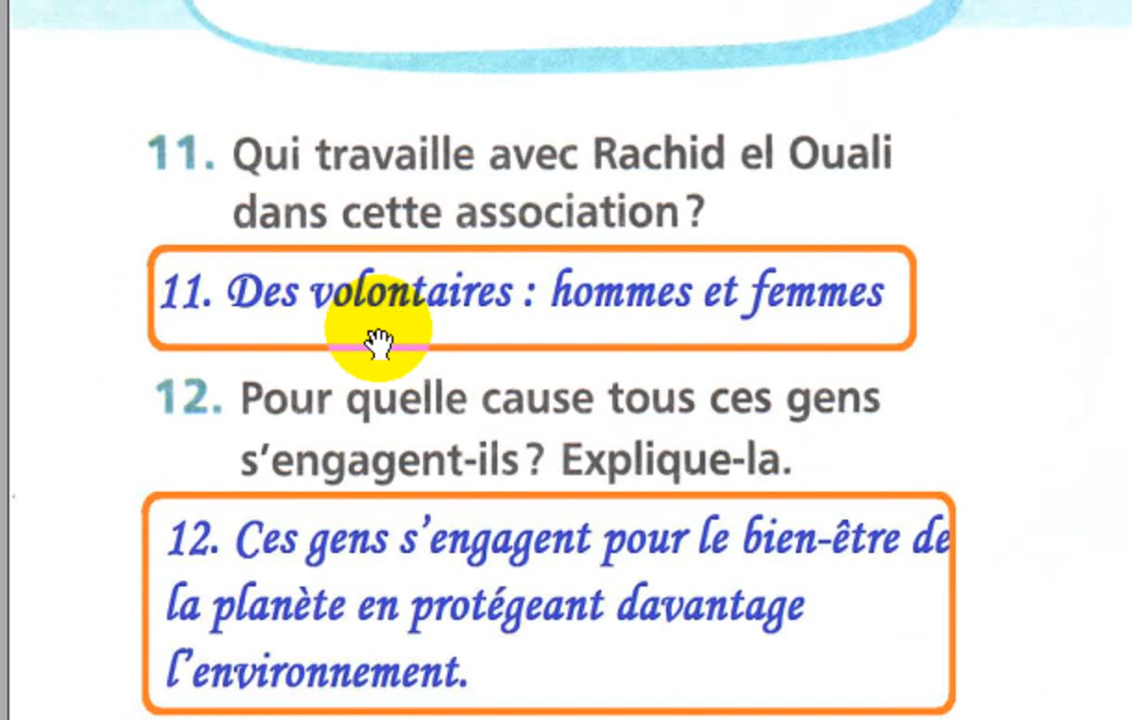 11. Qui travaille avec Rachid el Ouali
dans cette association ?
11. Des volontaires : hommes et femmes
12. Pour quelle cause tous ces gens
s'engagent-ils ? Explique-la.
12. Ces gens s'engagent pour le bien-être de
la planète en protégeant davantage
l'environnement.